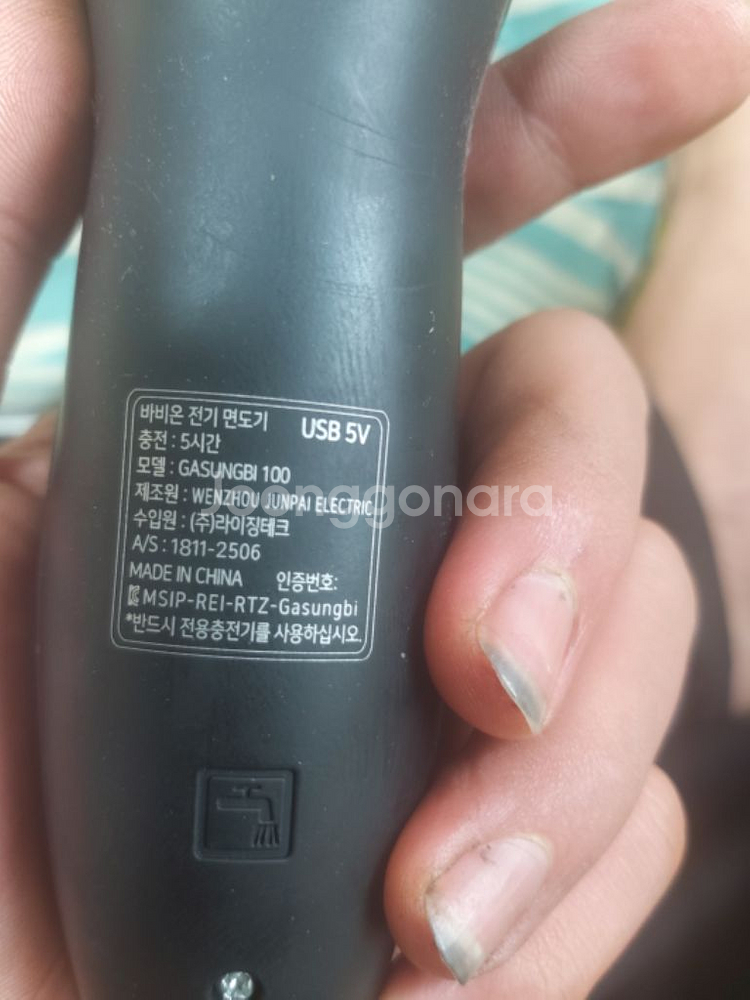 바비온 전기 면도기 USB 5V
충전 : 5시간
모델 : GASUNGBI 100
제조원 : WENZHOU JUNPAI ELECTRIC
수입원 : (주)라이징테크
A/S : 1811-2506
MADE IN CHINA 인증번호:
MSIP-REI-RTZ-Gasungbi
*반드시 전용충전기를 사용하십시오.
Joonggonara